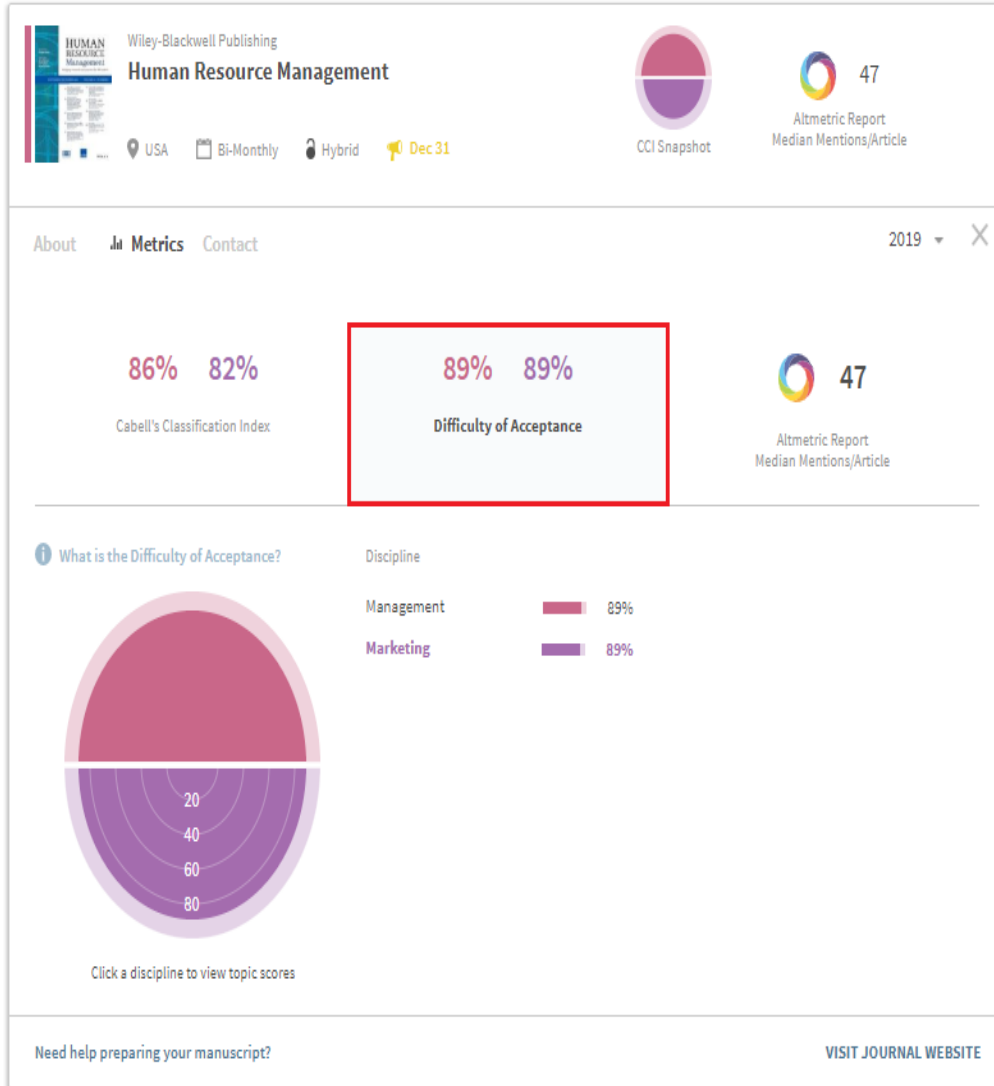 Wiley-Blackwell Publishing
HUMAN
RESOURCE
Management
Human Resource Management
USA
Bi-Monthly
Hybrid
Dec 31
CCI Snapshot
47
Altmetric Report
Median Mentions/Article
About
Metrics
Contact
2019
86% 82%
Cabell's Classification Index
89% 89%
Difficulty of Acceptance
47
Altmetric Report
Median Mentions/Article
What is the Difficulty of Acceptance?
Discipline
Management 89%
Marketing 89%
20
40
60
80
Click a discipline to view topic scores
Need help preparing your manuscript?
VISIT JOURNAL WEBSITE